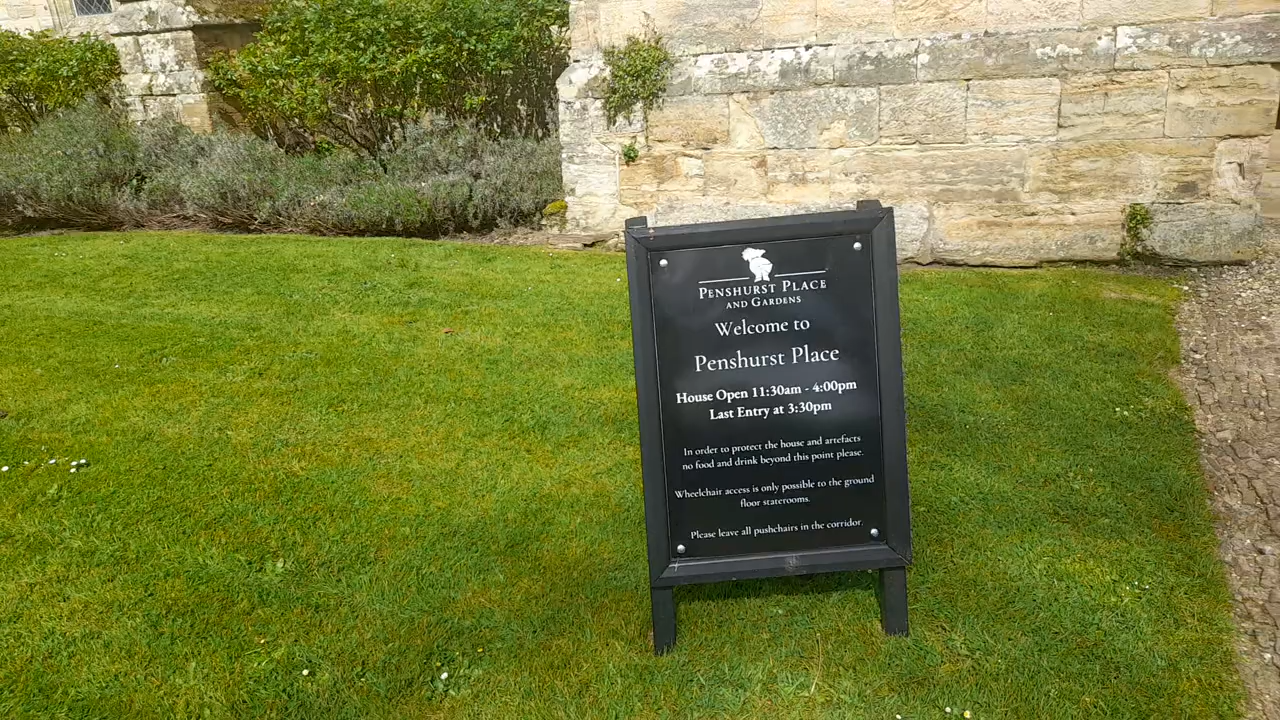 PENSHURST PLACE
AND GARDENS
Welcome to
Penshurst Place
House Open 11:30am - 4:00pm
Last Entry at 3:30pm
In order to protect the house and artefacts
no food and drink beyond this point please.
Wheelchair access is only possible to the ground
floor staterooms.
Please leave all pushchairs in the corridor.